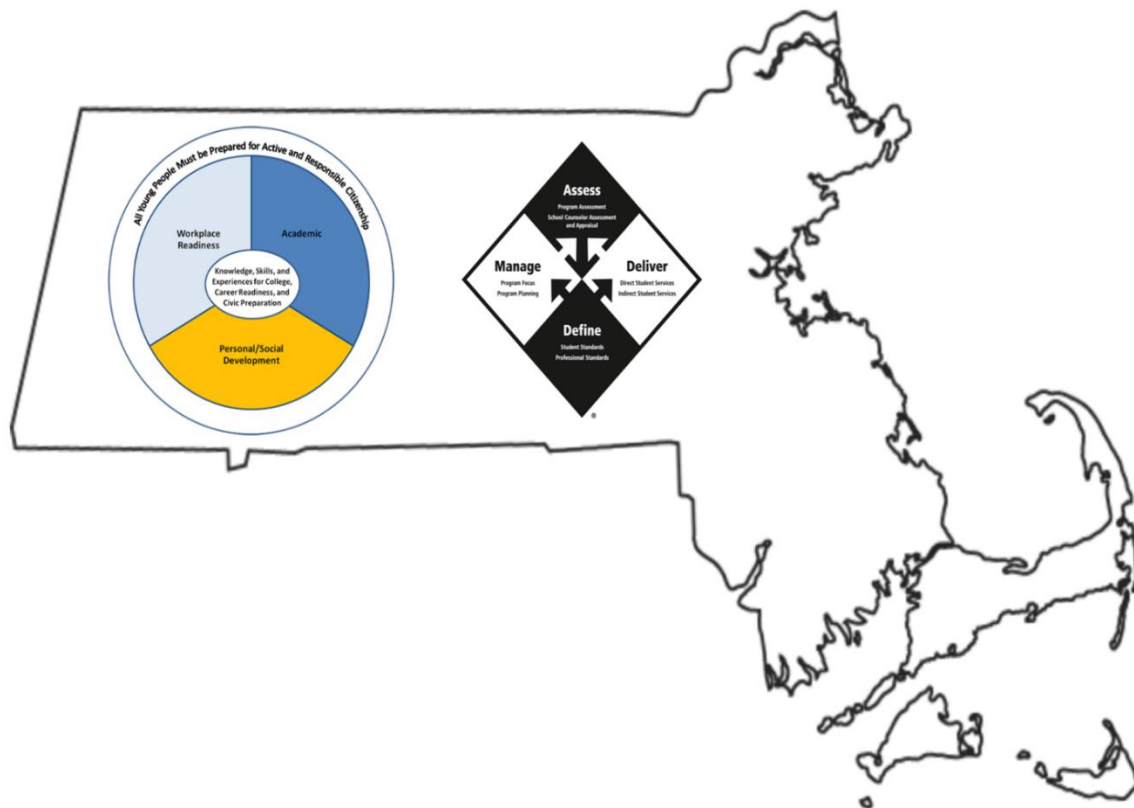 All Young People Must be Prepared for Active and Responsible Citizenship
Workplace
Readiness
Academic
Knowledge, Skills, and
Experiences for College,
Career Readiness, and
Civic Preparation
Personal/Social
Development
Assess
Program Assessment
School Counselor Assessment
and Appraisal
Manage
Program Focus
Program Planning
Deliver
Direct Student Services
Indirect Student Services
Define
Student Standards
Professional Standards
®